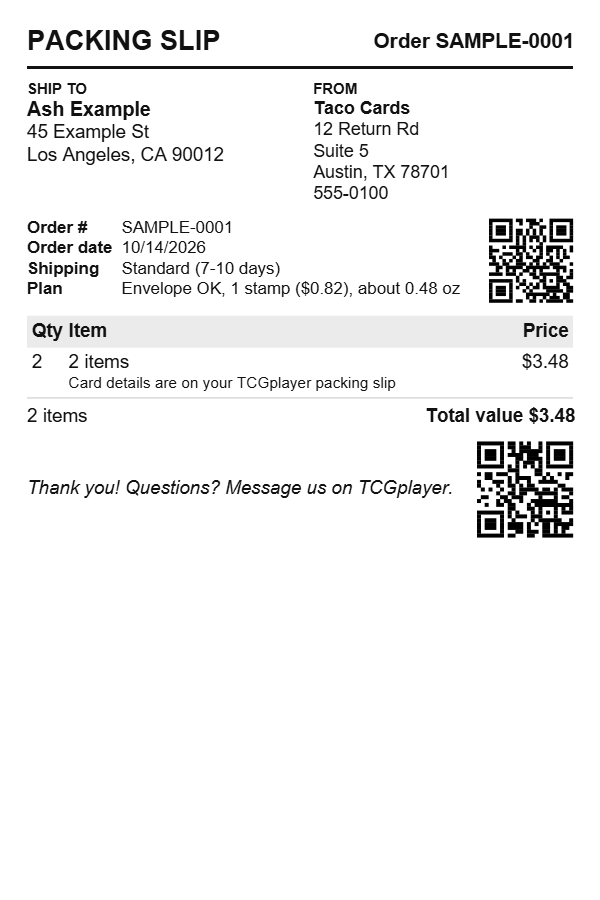 PACKING SLIP
Order SAMPLE-0001
SHIP TO
Ash Example
45 Example St
Los Angeles, CA 90012
FROM
Taco Cards
12 Return Rd
Suite 5
Austin, TX 78701
555-0100
Order # SAMPLE-0001
Order date 10/14/2026
Shipping Standard (7-10 days)
Plan Envelope OK, 1 stamp ($0.82), about 0.48 oz
Qty Item Price
2 2 items $3.48
Card details are on your TCGplayer packing slip
2 items Total value $3.48
Thank you! Questions? Message us on TCGplayer.